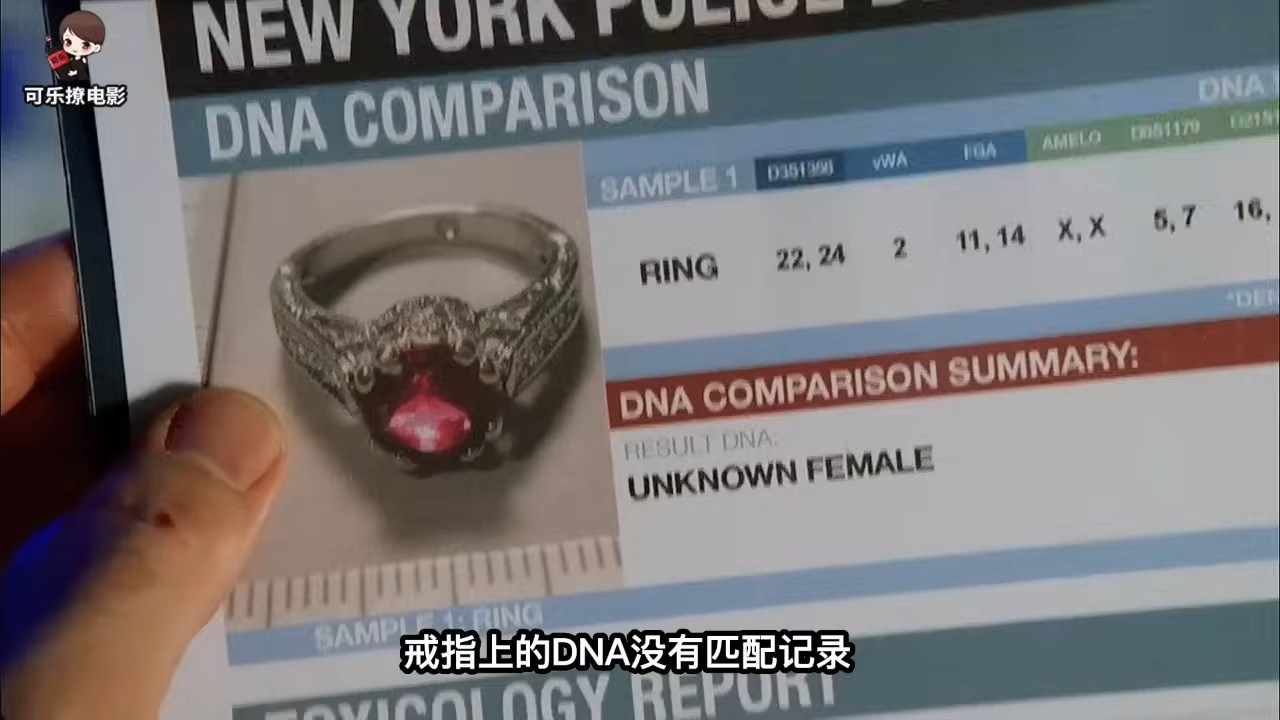 可乐撩电影
NEW YORK POLICE
DNA COMPARISON
DNA
SAMPLE 1 D351358 vWA FGA AMELO D851179
RING 22, 24 2 11, 14 X, X 5, 7 16,
DNA COMPARISON SUMMARY:
RESULT DNA:
UNKNOWN FEMALE
SAMPLE 1: RING
戒指上的DNA没有匹配记录
TOXICOLOGY REPORT